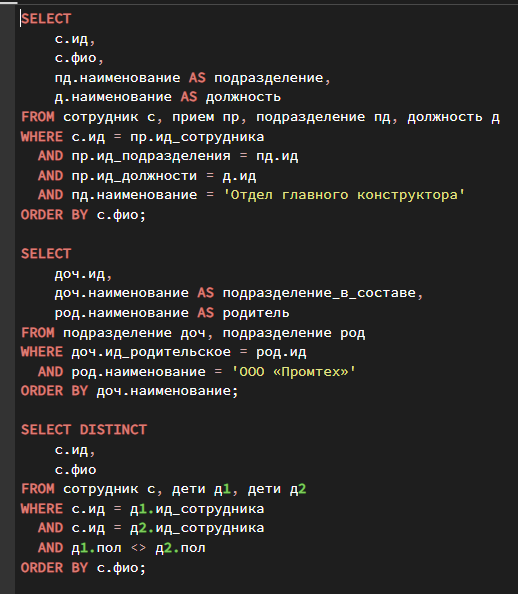 SELECT
с.ид,
с.фио,
пд.наименование AS подразделение,
д.наименование AS должность
FROM сотрудник с, прием пр, подразделение пд, должность д
WHERE с.ид = пр.ид_сотрудника
AND пр.ид_подразделения = пд.ид
AND пр.ид_должности = д.ид
AND пд.наименование = 'Отдел главного конструктора'
ORDER BY с.фио;
SELECT
доч.ид,
доч.наименование AS подразделение_в_составе,
род.наименование AS родитель
FROM подразделение доч, подразделение род
WHERE доч.ид_родительское = род.ид
AND род.наименование = 'ООО «Промтех»'
ORDER BY доч.наименование;
SELECT DISTINCT
с.ид,
с.фио
FROM сотрудник с, дети д1, дети д2
WHERE с.ид = д1.ид_сотрудника
AND с.ид = д2.ид_сотрудника
AND д1.пол <> д2.пол
ORDER BY с.фио;